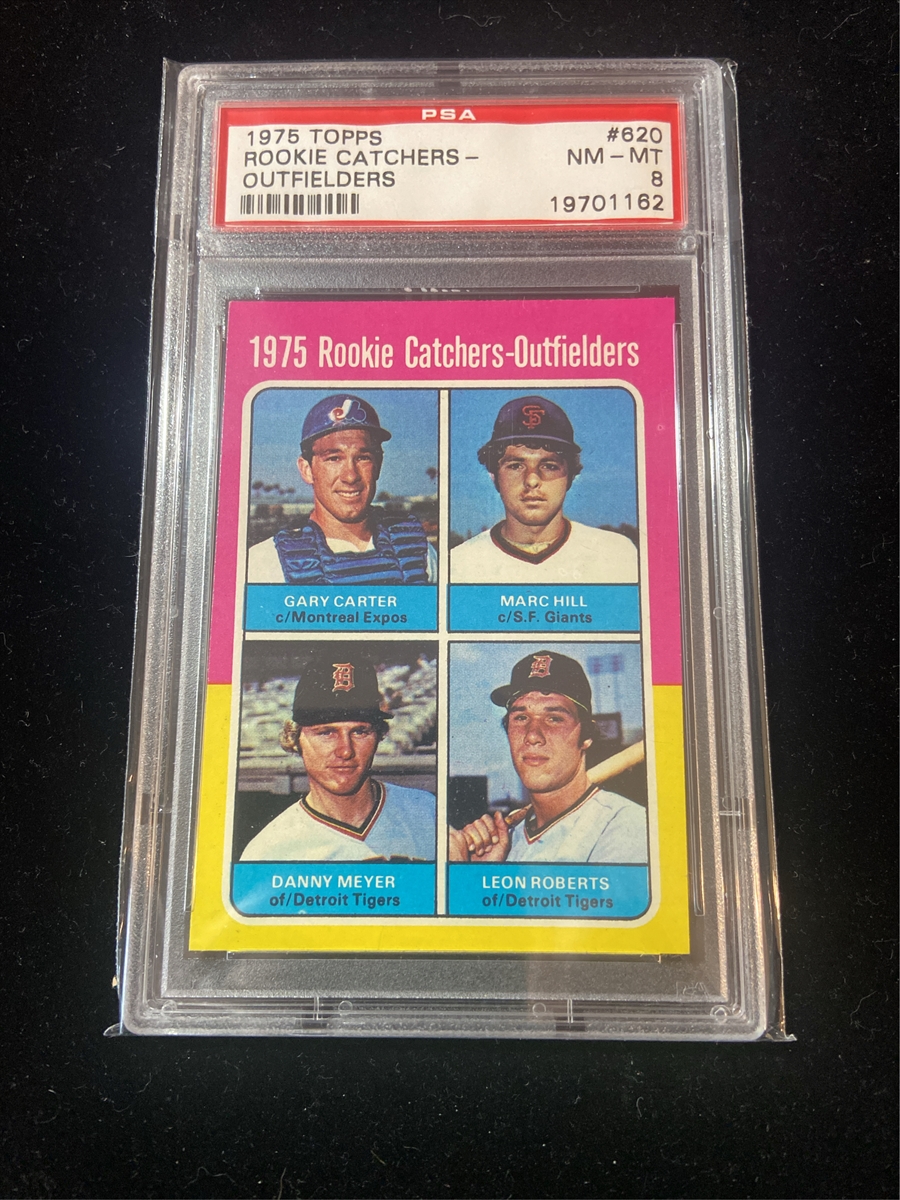 PSA
1975 TOPPS #620
ROOKIE CATCHERS- NM-MT
OUTFIELDERS 8
19701162
1975 Rookie Catchers-Outfielders
e
SF
GARY CARTER
c/Montreal Expos
MARC HILL
c/S.F. Giants
D
D
DANNY MEYER
of/Detroit Tigers
LEON ROBERTS
of/Detroit Tigers